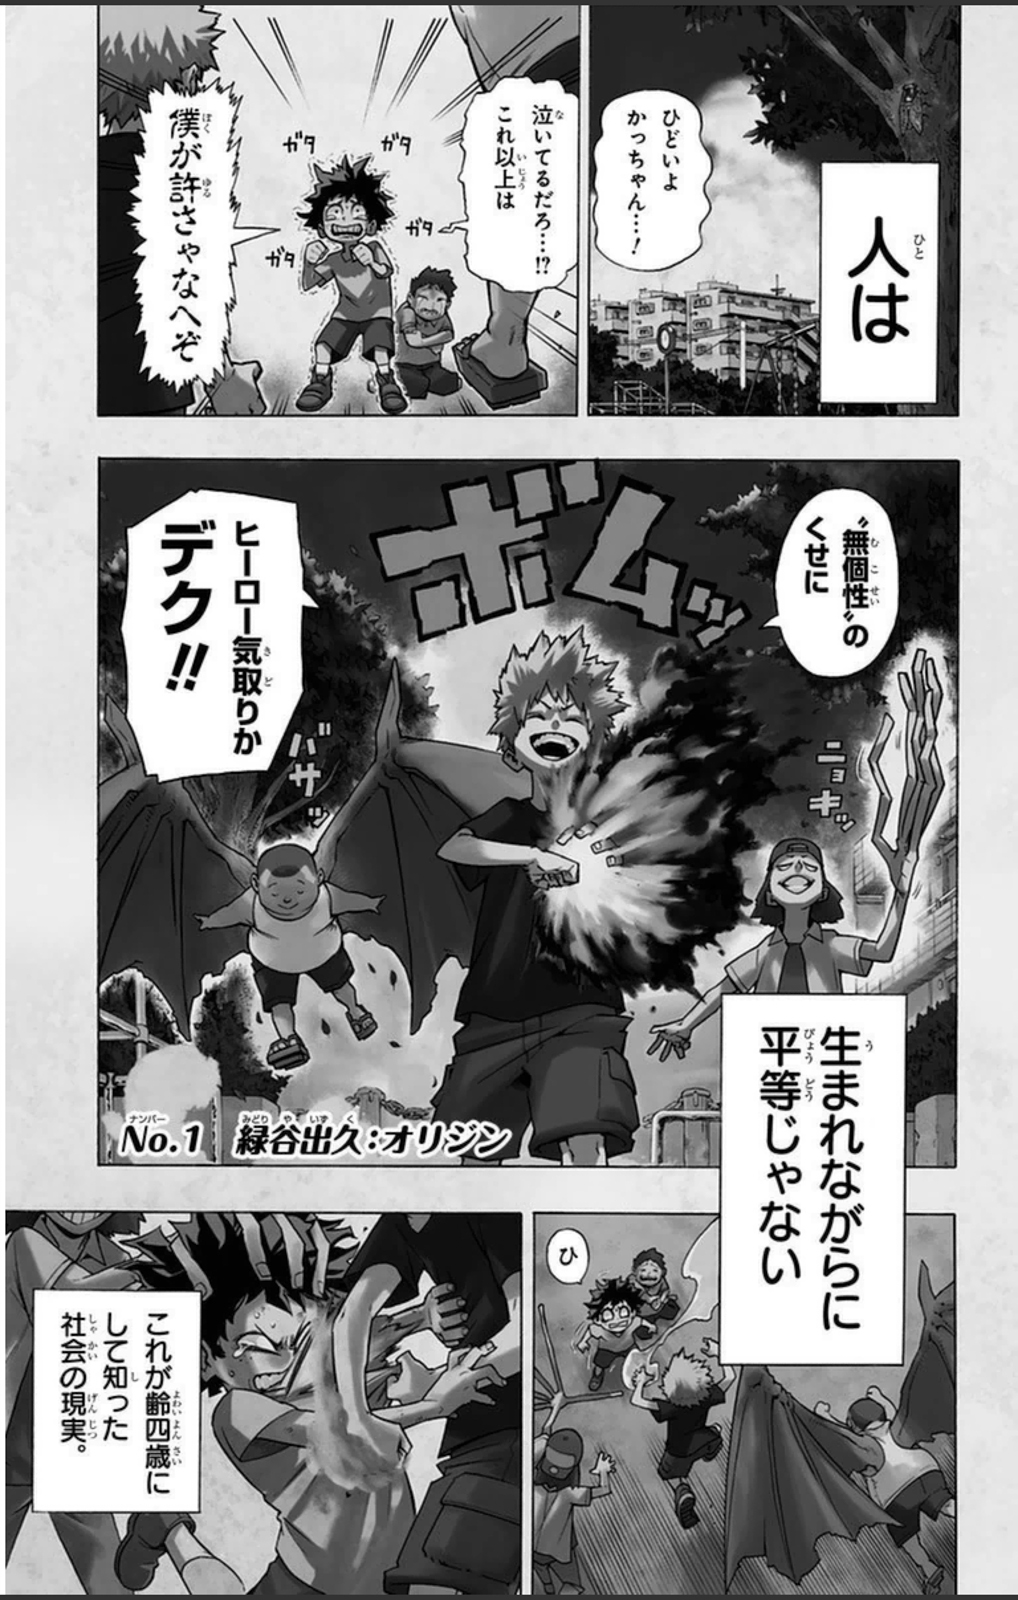 人は
ひどいよ
かっちゃん…!
泣いてるだろ…!?
これ以上は
ガタ
ガタ
ガタ
ガタ
僕が許さゃなへぞ
“無個性”の
くせに
ボムッ
ニョキッ
バサッ
ヒーロー気取りか
デク!!
生まれながらに
平等じゃない
No.1 緑谷出久:オリジン
ひ
これが齢四歳に
して知った
社会の現実。